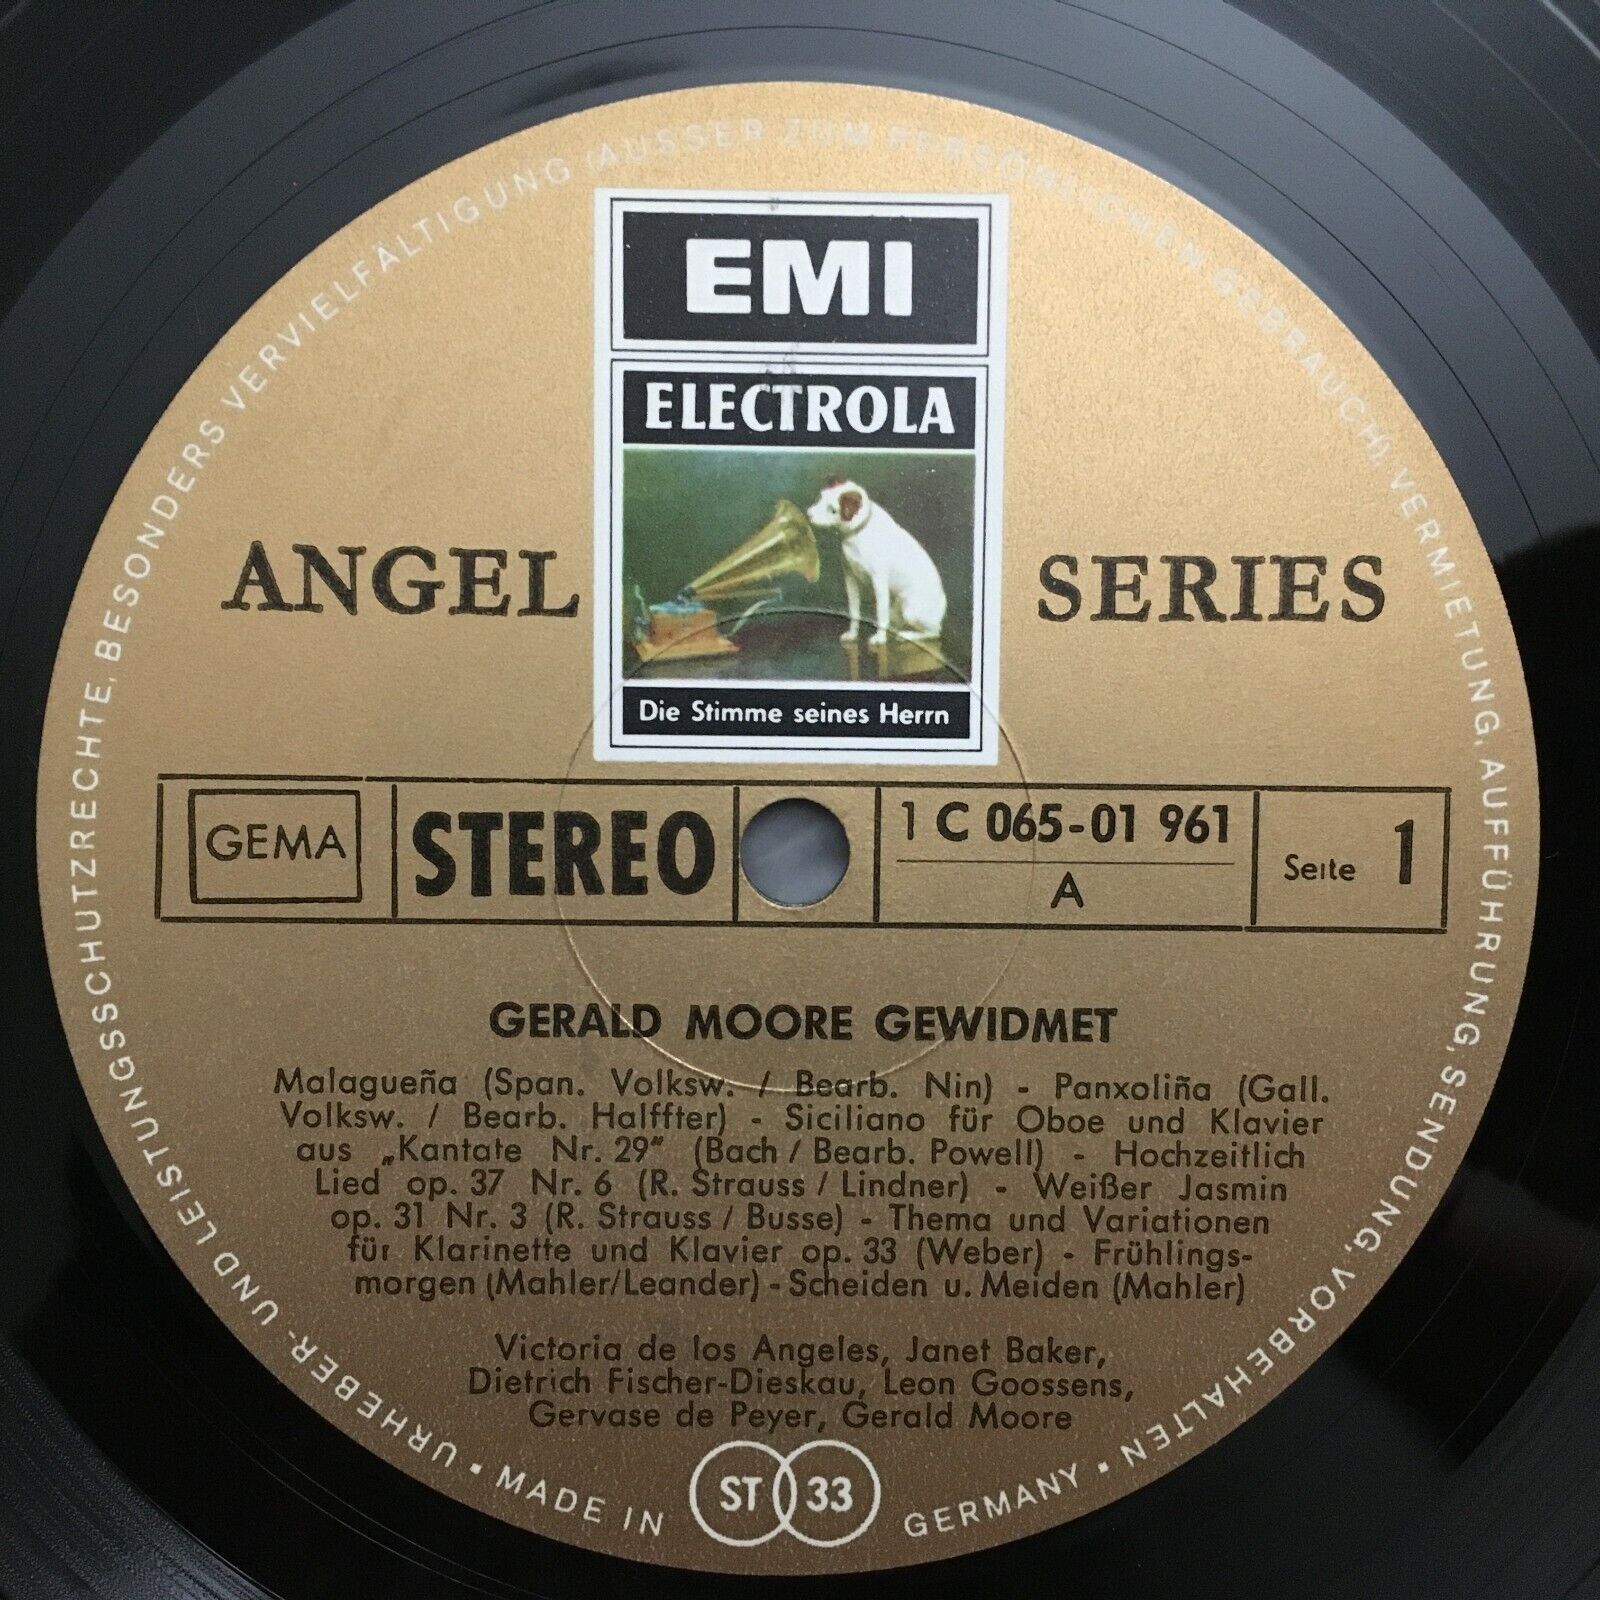 EMI
ELECTROLA
Die Stimme seines Herrn
ANGEL SERIES
GEMA STEREO 1 C 065-01 961 Seite 1
A
GERALD MOORE GEWIDMET
Malagueña (Span. Volksw. / Bearb. Nin) - Panxoliña (Gall.
Volksw. / Bearb. Halffter) - Siciliano für Oboe und Klavier
aus „Kantate Nr. 29" (Bach / Bearb. Powell) - Hochzeitlich
Lied op. 37 Nr. 6 (R. Strauss / Lindner) - Weißer Jasmin
op. 31 Nr. 3 (R. Strauss / Busse) - Thema und Variationen
für Klarinette und Klavier op. 33 (Weber) - Frühlings-
morgen (Mahler/Leander) - Scheiden u. Meiden (Mahler)
Victoria de los Angeles, Janet Baker,
Dietrich Fischer-Dieskau, Leon Goossens,
Gervase de Peyer, Gerald Moore
ST 33
URHEBER- UND LEISTUNGSSCHUTZRECHTE, BESONDERS VERVIELFÄLTIGUNG (AUSSER ZUM PERSÖNLICHEN GEBRAUCH), VERMIETUNG, AUFFÜHRUNG, SENDUNG, VORBEHALTEN •
• MADE IN GERMANY